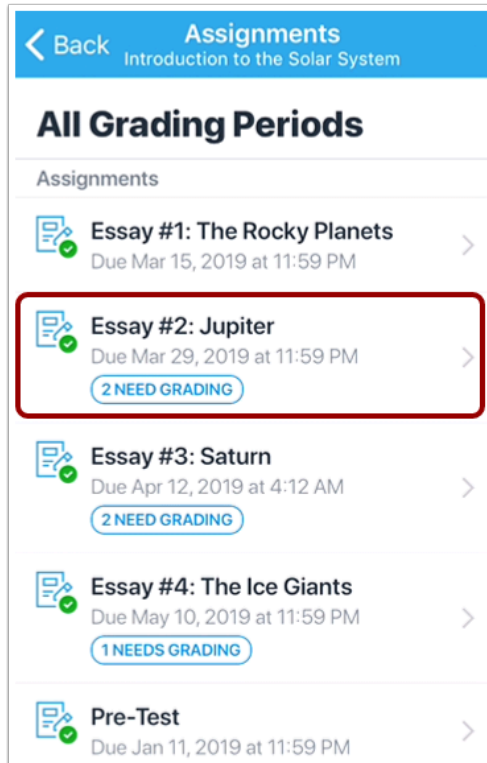 Back
Assignments
Introduction to the Solar System
All Grading Periods
Assignments
Essay #1: The Rocky Planets
Due Mar 15, 2019 at 11:59 PM
Essay #2: Jupiter
Due Mar 29, 2019 at 11:59 PM
2 NEED GRADING
Essay #3: Saturn
Due Apr 12, 2019 at 4:12 AM
2 NEED GRADING
Essay #4: The Ice Giants
Due May 10, 2019 at 11:59 PM
1 NEEDS GRADING
Pre-Test
Due Jan 11, 2019 at 11:59 PM